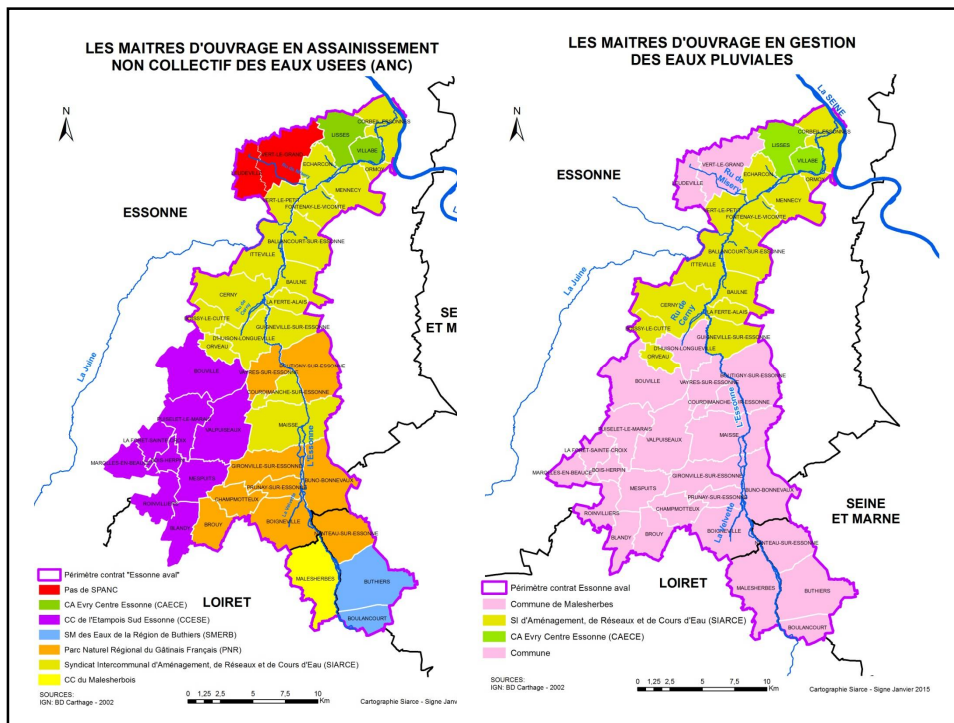 LES MAITRES D'OUVRAGE EN ASSAINISSEMENT
NON COLLECTIF DES EAUX USEES (ANC)
N
ESSONNE
La Juine
LISSES
VILLABE
CORBEIL-ESSONNES
VERT-LE-GRAND
ECHARCON
ORMOY
MENNECY
VERT-LE-PETIT
FONTENAY-LE-VICOMTE
BALLANCOURT-SUR-ESSONNE
ITTEVILLE
BAULNE
CERNY
LA FERTE-ALAIS
Ru de
Cerny
GUIGNEVILLE-SUR-ESSONNE
D'HUISON-LONGUEVILLE
ORVEAU
BOUVILLE
VAYRES-SUR-ESSONNE
COURDIMANCHE-SUR-ESSONNE
VALPUISEAUX
MAISSE
L'Essonne
MESPUITS
GIRONVILLE-SUR-ESSONNE
PRUNAY-SUR-ESSONNE
BUNO-BONNEVAUX
CHAMPMOTTEUX
BLANDY
BROUY
BOIGNEVILLE
MALESHERBES
BUTHIERS
BOULANCOURT
SE
ET M
LOIRET
Périmètre contrat "Essonne aval"
Pas de SPANC
CA Evry Centre Essonne (CAECE)
CC de l'Etampois Sud Essonne (CCESE)
SM des Eaux de la Région de Buthiers (SMERB)
Parc Naturel Régional du Gâtinais Français (PNR)
Syndicat Intercommunal d'Aménagement, de Réseaux et de Cours d'Eau (SIARCE)
CC du Malesherbois
SOURCES:
IGN: BD Carthage - 2002
0 1,25 2,5 5 7,5 10
Km
Cartographie Siarce - Signe Janv
LES MAITRES D'OUVRAGE EN GESTION
DES EAUX PLUVIALES
N
La SEINE
ESSONNE
La Juine
CORBEIL-ESSONNES
LISSES
VILLABE
VERT-LE-GRAND
Ru de
Misery
ECHARCON
ORMOY
MENNECY
VERT-LE-PETIT
FONTENAY-LE-VICOMTE
BALLANCOURT-SUR-ESSONNE
ITTEVILLE
BAULNE
CERNY
Ru de
Cerny
LA FERTE-ALAIS
GUIGNEVILLE-SUR-ESSONNE
D'HUISON-LONGUEVILLE
ORVEAU
BOUVILLE
VAYRES-SUR-ESSONNE
L'Essonne
VALPUISEAUX
MAISSE
LA FORET-SAINTE-CROIX
MAROLLES-EN-BEAUCE
BOIS-HERPIN
MESPUITS
GIRONVILLE-SUR-ESSONNE
BUNO-BONNEVAUX
PRUNAY-SUR-ESSONNE
ROINVILLIERS
CHAMPMOTTEUX
BLANDY
BROUY
BOIGNEVILLE
La Velvette
MALESHERBES
BUTHIERS
BOULANCOURT
SEINE
ET MARNE
LOIRET
Périmètre contrat Essonne aval
Commune de Malesherbes
SI d'Aménagement, de Réseaux et de Cours d'Eau (SIARCE)
CA Evry Centre Essonne (CAECE)
Commune
SOURCES:
IGN: BD Carthage - 2002
0 1,25 2,5 5 7,5 10
Km
Cartographie Siarce - Signe Janvier 2015